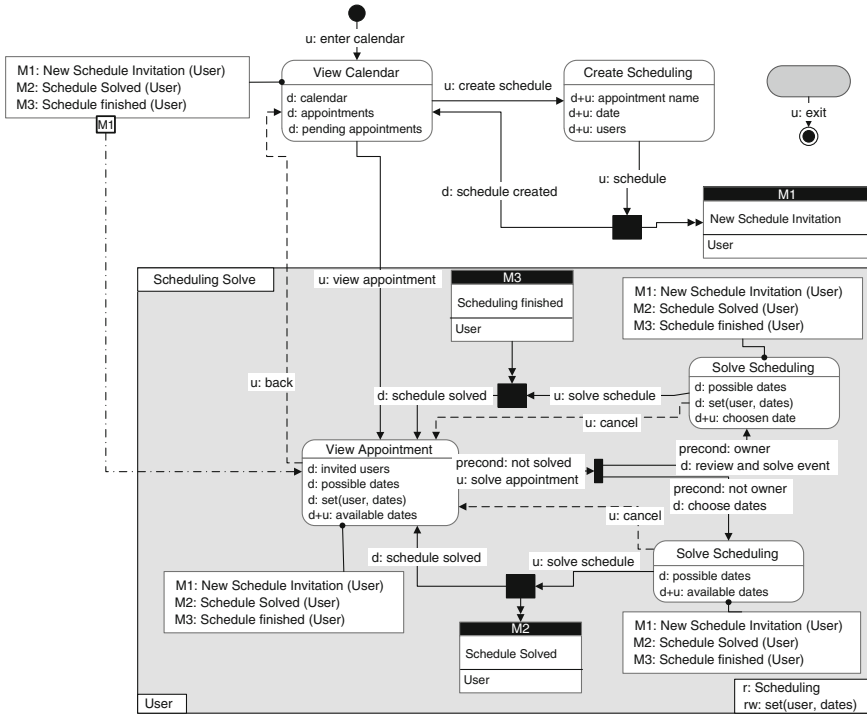 u: enter calendar
M1: New Schedule Invitation (User)
M2: Schedule Solved (User)
M3: Schedule finished (User)
M1
View Calendar
d: calendar
d: appointments
d: pending appointments
u: create schedule
Create Scheduling
d+u: appointment name
d+u: date
d+u: users
u: exit
d: schedule created
u: schedule
M1
New Schedule Invitation
User
Scheduling Solve
u: view appointment
M3
Scheduling finished
User
M1: New Schedule Invitation (User)
M2: Schedule Solved (User)
M3: Schedule finished (User)
u: back
d: schedule solved
u: solve schedule
Solve Scheduling
d: possible dates
d: set(user, dates)
d+u: choosen date
u: cancel
View Appointment
d: invited users
d: possible dates
d: set(user, dates)
d+u: available dates
precond: not solved
u: solve appointment
precond: owner
d: review and solve event
precond: not owner
d: choose dates
u: cancel
d: schedule solved
u: solve schedule
Solve Scheduling
d: possible dates
d+u: available dates
M1: New Schedule Invitation (User)
M2: Schedule Solved (User)
M3: Schedule finished (User)
M2
Schedule Solved
User
M1: New Schedule Invitation (User)
M2: Schedule Solved (User)
M3: Schedule finished (User)
User
r: Scheduling
rw: set(user, dates)